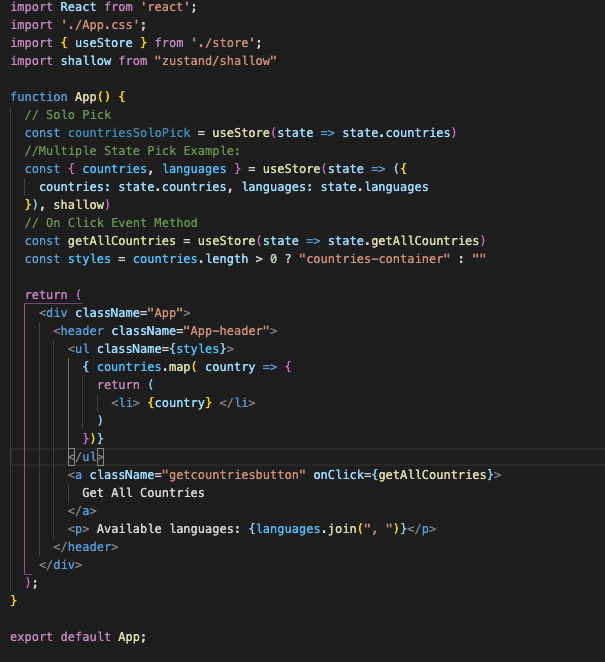 import React from 'react';
import './App.css';
import { useStore } from './store';
import shallow from "zustand/shallow"
function App() {
// Solo Pick
const countriesSoloPick = useStore(state => state.countries)
//Multiple State Pick Example:
const { countries, languages } = useStore(state => ({
countries: state.countries, languages: state.languages
}), shallow)
// On Click Event Method
const getAllCountries = useStore(state => state.getAllCountries)
const styles = countries.length > 0 ? "countries-container" : ""
return (
<div className="App">
<header className="App-header">
<ul className={styles}>
{ countries.map( country => {
return (
<li> {country} </li>
)
})}
</ul>
<a className="getcountriesbutton" onClick={getAllCountries}>
Get All Countries
</a>
<p> Available languages: {languages.join(", ")}</p>
</header>
</div>
);
}
export default App;